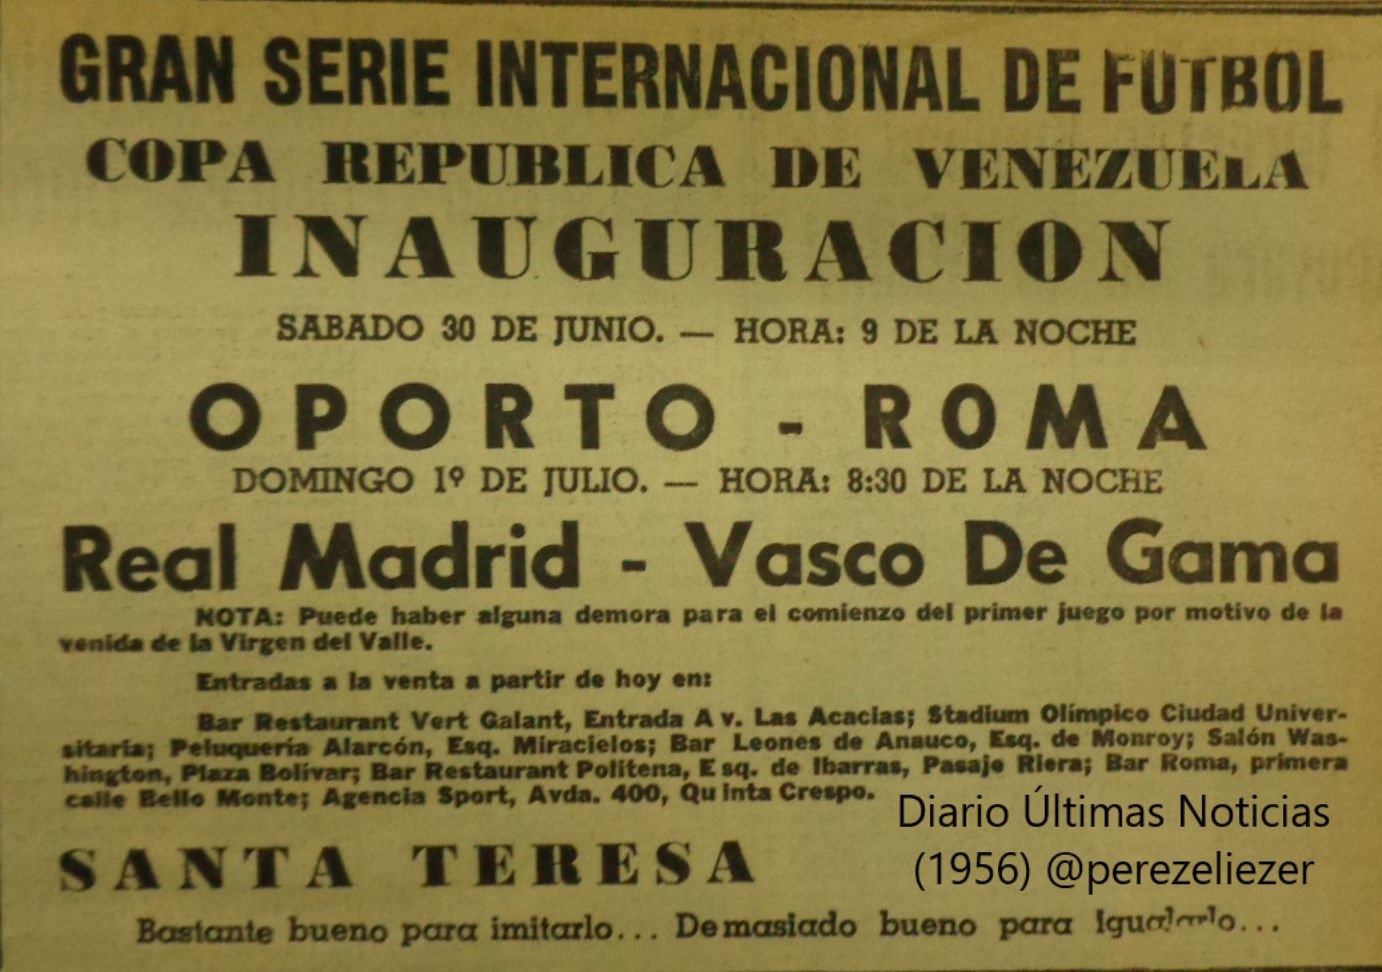 GRAN SERIE INTERNACIONAL DE FUTBOL
COPA REPUBLICA DE VENEZUELA
INAUGURACION
SABADO 30 DE JUNIO. — HORA: 9 DE LA NOCHE
OPORTO - ROMA
DOMINGO 1º DE JULIO. — HORA: 8:30 DE LA NOCHE
Real Madrid - Vasco De Gama
NOTA: Puede haber alguna demora para el comienzo del primer juego por motivo de la
venida de la Virgen del Valle.
Entradas a la venta a partir de hoy en:
Bar Restaurant Vert Galant, Entrada Av. Las Acacias; Stadium Olímpico Ciudad Univer-
sitaria; Peluquería Alarcón, Esq. Miracielos; Bar Leones de Anauco, Esq. de Monroy; Salón Was-
hington, Plaza Bolívar; Bar Restaurant Politena, Esq. de Ibarras, Pasaje Riera; Bar Roma, primera
calle Bello Monte; Agencia Sport, Avda. 400, Quinta Crespo.
Diario Últimas Noticias
(1956) @perezeliezer
SANTA TERESA
Bastante bueno para imitarlo... Demasiado bueno para Igualarlo...